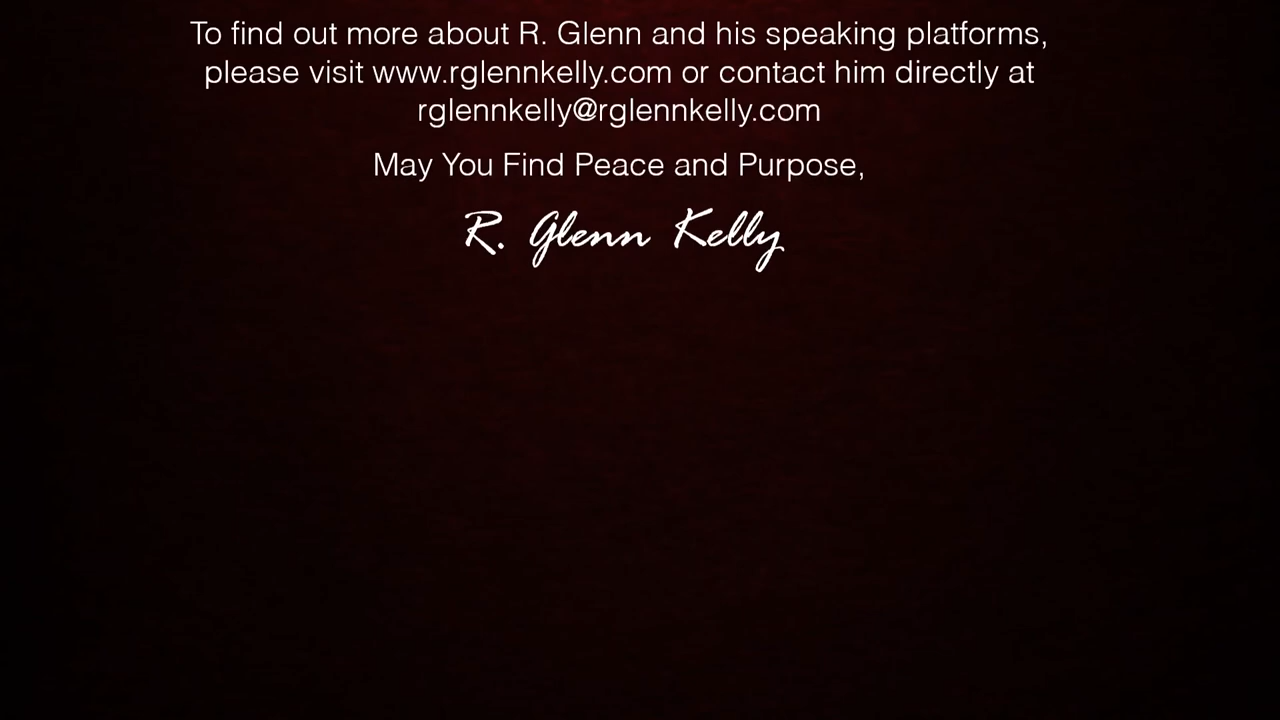 To find out more about R. Glenn and his speaking platforms,
please visit www.rglennkelly.com or contact him directly at
rglennkelly@rglennkelly.com
May You Find Peace and Purpose,
R. Glenn Kelly